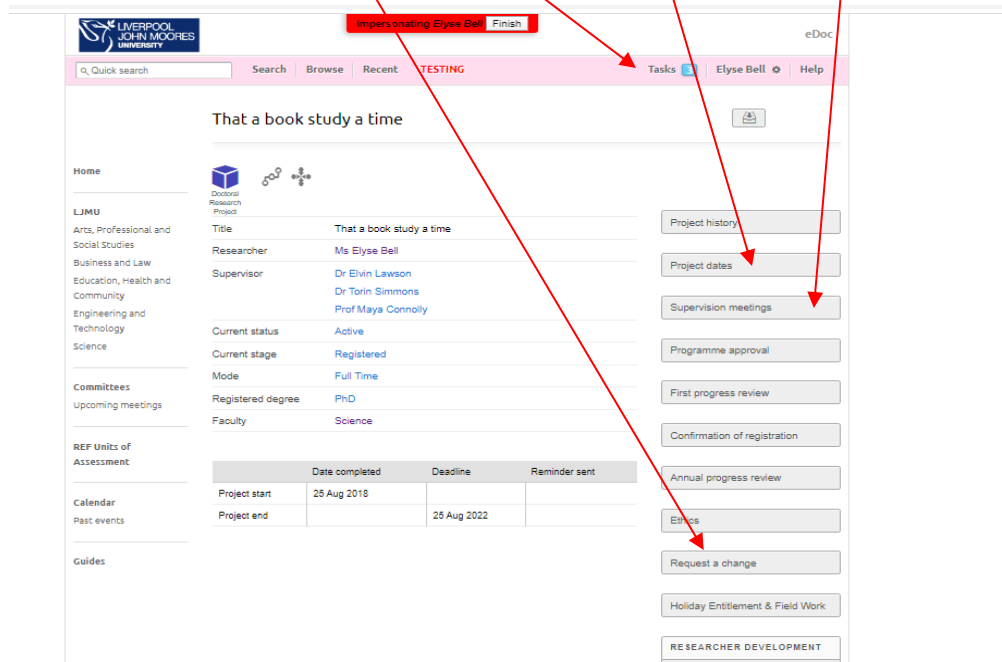 LIVERPOOL
JOHN MOORES
UNIVERSITY
Impersonating Elyse Bell Finish
eDoc
Quick search
Search Browse Recent TESTING
Tasks Elyse Bell Help
That a book study a time
Home
LJMU
Arts, Professional and
Social Studies
Business and Law
Education, Health and
Community
Engineering and
Technology
Science
Committees
Upcoming meetings
REF Units of
Assessment
Calendar
Past events
Guides
Doctoral
Research
Project
Title That a book study a time
Researcher Ms Elyse Bell
Supervisor Dr Elvin Lawson
Dr Torin Simmons
Prof Maya Connolly
Current status Active
Current stage Registered
Mode Full Time
Registered degree PhD
Faculty Science
Date completed Deadline Reminder sent
Project start 25 Aug 2018
Project end 25 Aug 2022
Project history
Project dates
Supervision meetings
Programme approval
First progress review
Confirmation of registration
Annual progress review
Ethics
Request a change
Holiday Entitlement & Field Work
RESEARCHER DEVELOPMENT